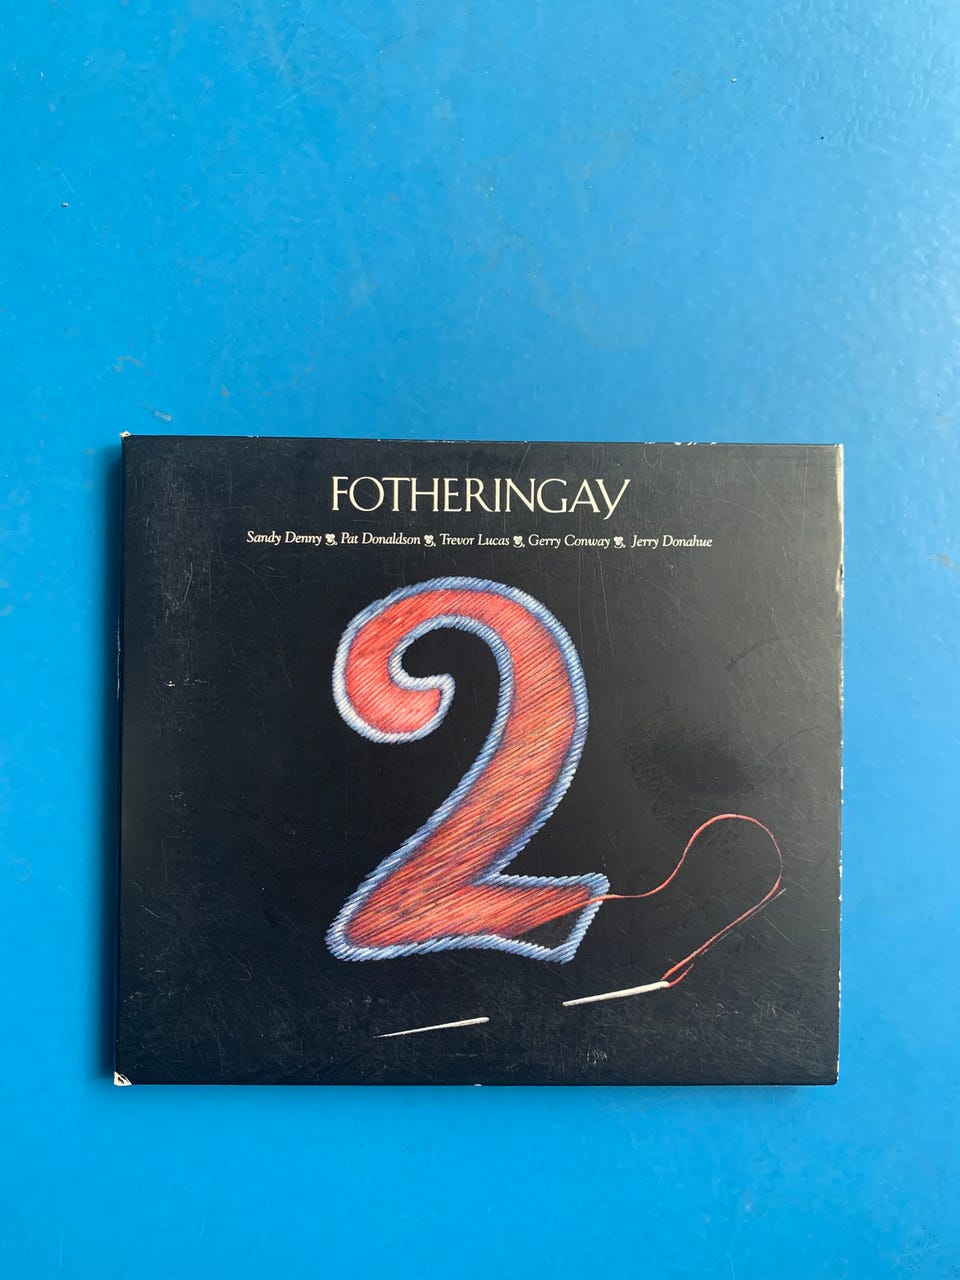 FOTHERINGAY
Sandy Denny ❦ Pat Donaldson ❦ Trevor Lucas ❦ Gerry Conway ❦ Jerry Donahue
2